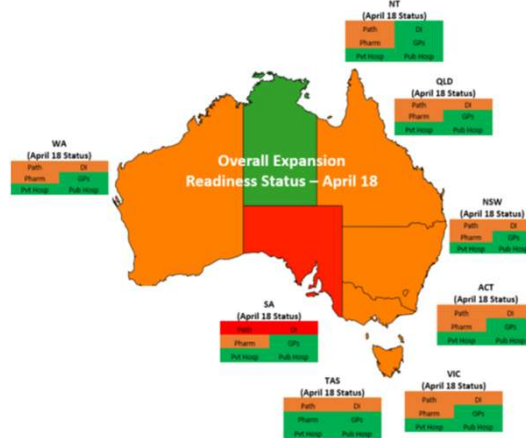 NT
(April 18 Status)
Path DI
Pharm GPs
Pvt Hosp Pub Hosp
QLD
(April 18 Status)
Path DI
Pharm GPs
Pvt Hosp Pub Hosp
WA
(April 18 Status)
Path DI
Pharm GPs
Pvt Hosp Pub Hosp
Overall Expansion
Readiness Status – April 18
NSW
(April 18 Status)
Path DI
Pharm GPs
Pvt Hosp Pub Hosp
ACT
(April 18 Status)
Path DI
Pharm GPs
Pvt Hosp Pub Hosp
SA
(April 18 Status)
Path DI
Pharm GPs
Pvt Hosp Pub Hosp
TAS
(April 18 Status)
Path DI
Pharm GPs
Pvt Hosp Pub Hosp
VIC
(April 18 Status)
Path DI
Pharm GPs
Pvt Hosp Pub Hosp